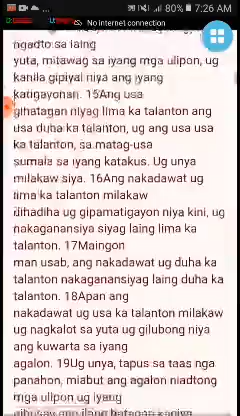 80% 7:26 AM
No internet connection
ngadto sa laing
yuta, mitawag sa iyang mga ulipon, ug
kanila gipiyal niya ang iyang
katigayonan. 15Ang usa
gihatagan niyag lima ka talanton ang
usa duha ka talanton, ug ang usa usa
ka talanton, sa matag-usa
sumala sa iyang katakus. Ug unya
milakaw siya. 16Ang nakadawat ug
lima ka talanton milakaw
dihadiha ug gipamatigayon niya kini, ug
nakaganansiya siyag laing lima ka
talanton. 17Maingon
man usab, ang nakadawat ug duha ka
talanton nakaganansiyag laing duha ka
talanton. 18Apan ang
nakadawat ug usa ka talanton milakaw
ug nagkalot sa yuta ug gilubong niya
ang kuwarta sa iyang
agalon. 19Ug unya, tapus sa taas nga
panahon, miabut ang agalon niadtong
mga ulipon ug iyang